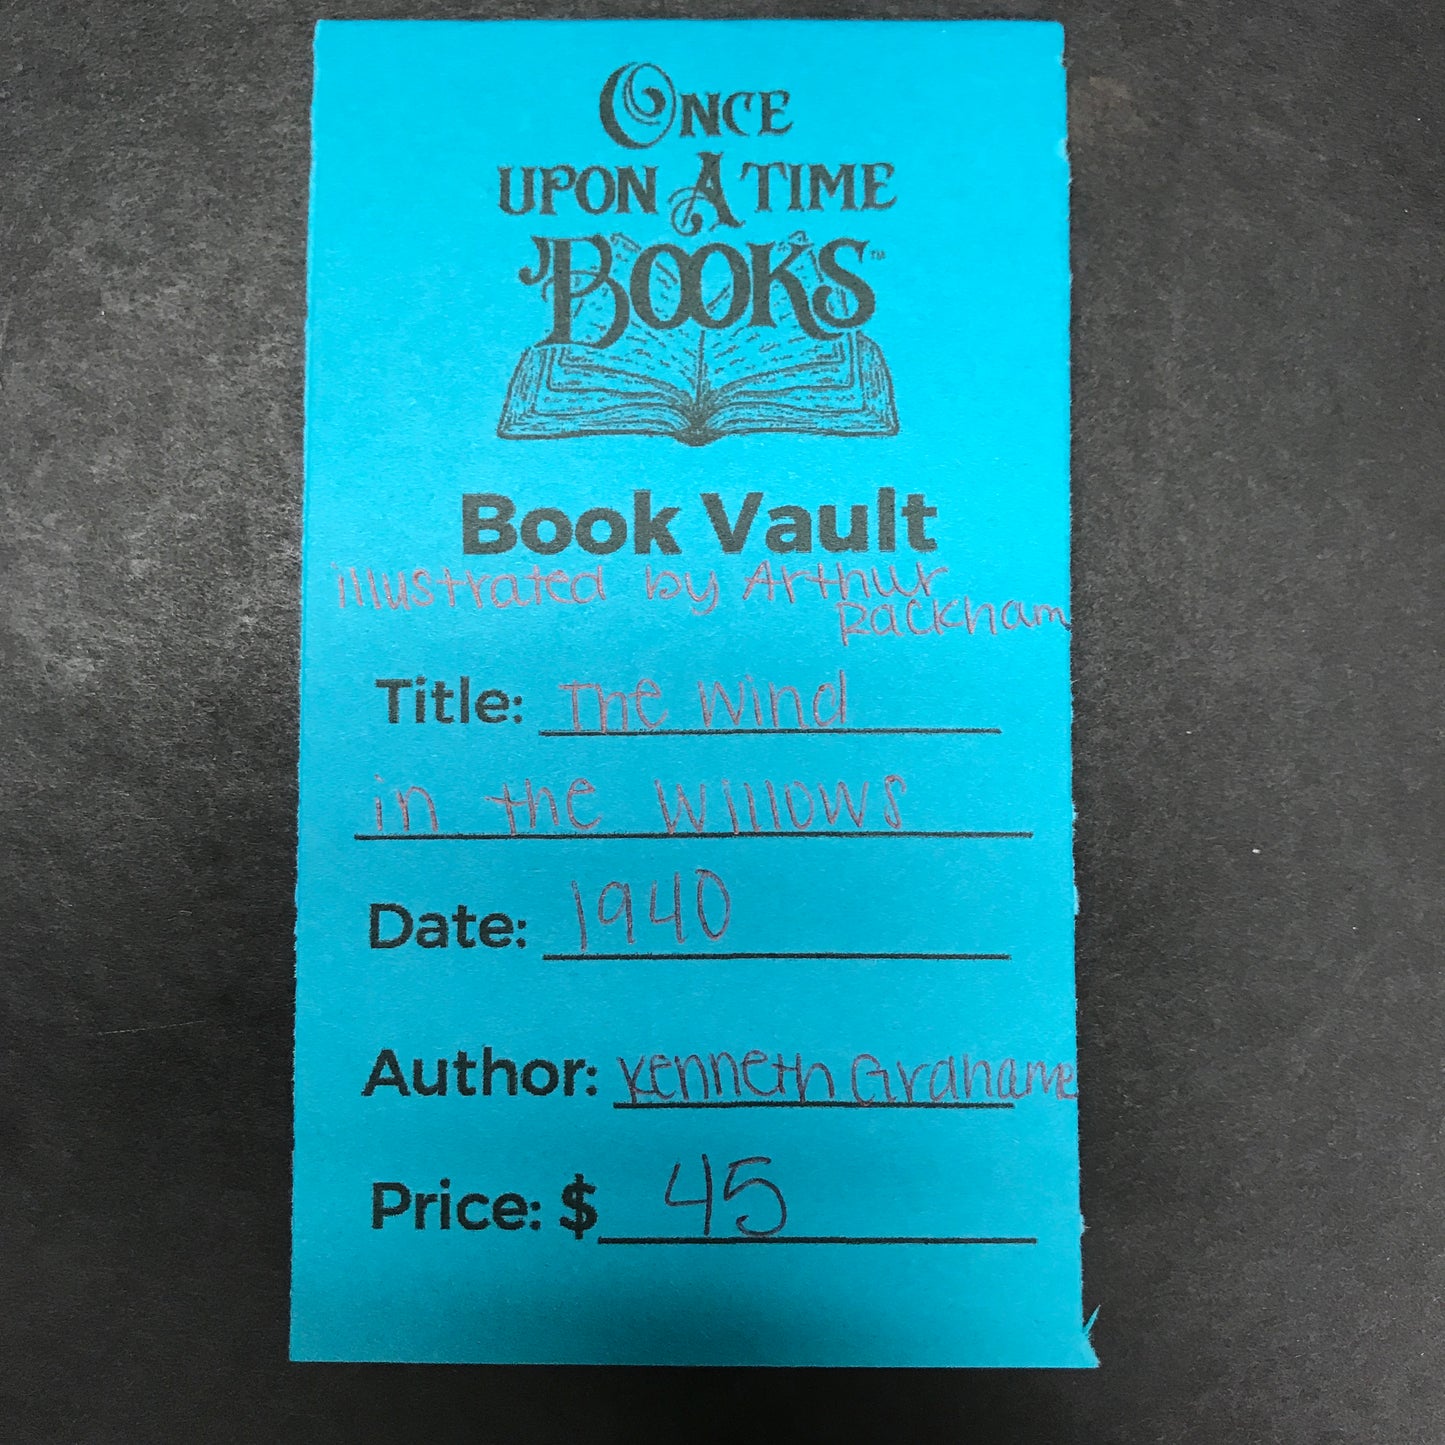 ONCE
UPON A TIME
BOOKS™
Book Vault
illustrated by Arthur
Rackham
Title: The Wind
in the Willows
Date: 1940
Author: Kenneth Grahame
Price: $ 45